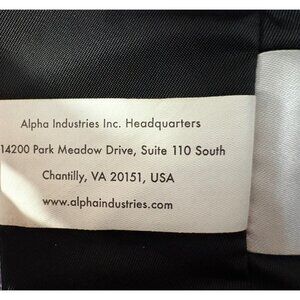 Alpha Industries Inc. Headquarters
14200 Park Meadow Drive, Suite 110 South
Chantilly, VA 20151, USA
www.alphaindustries.com